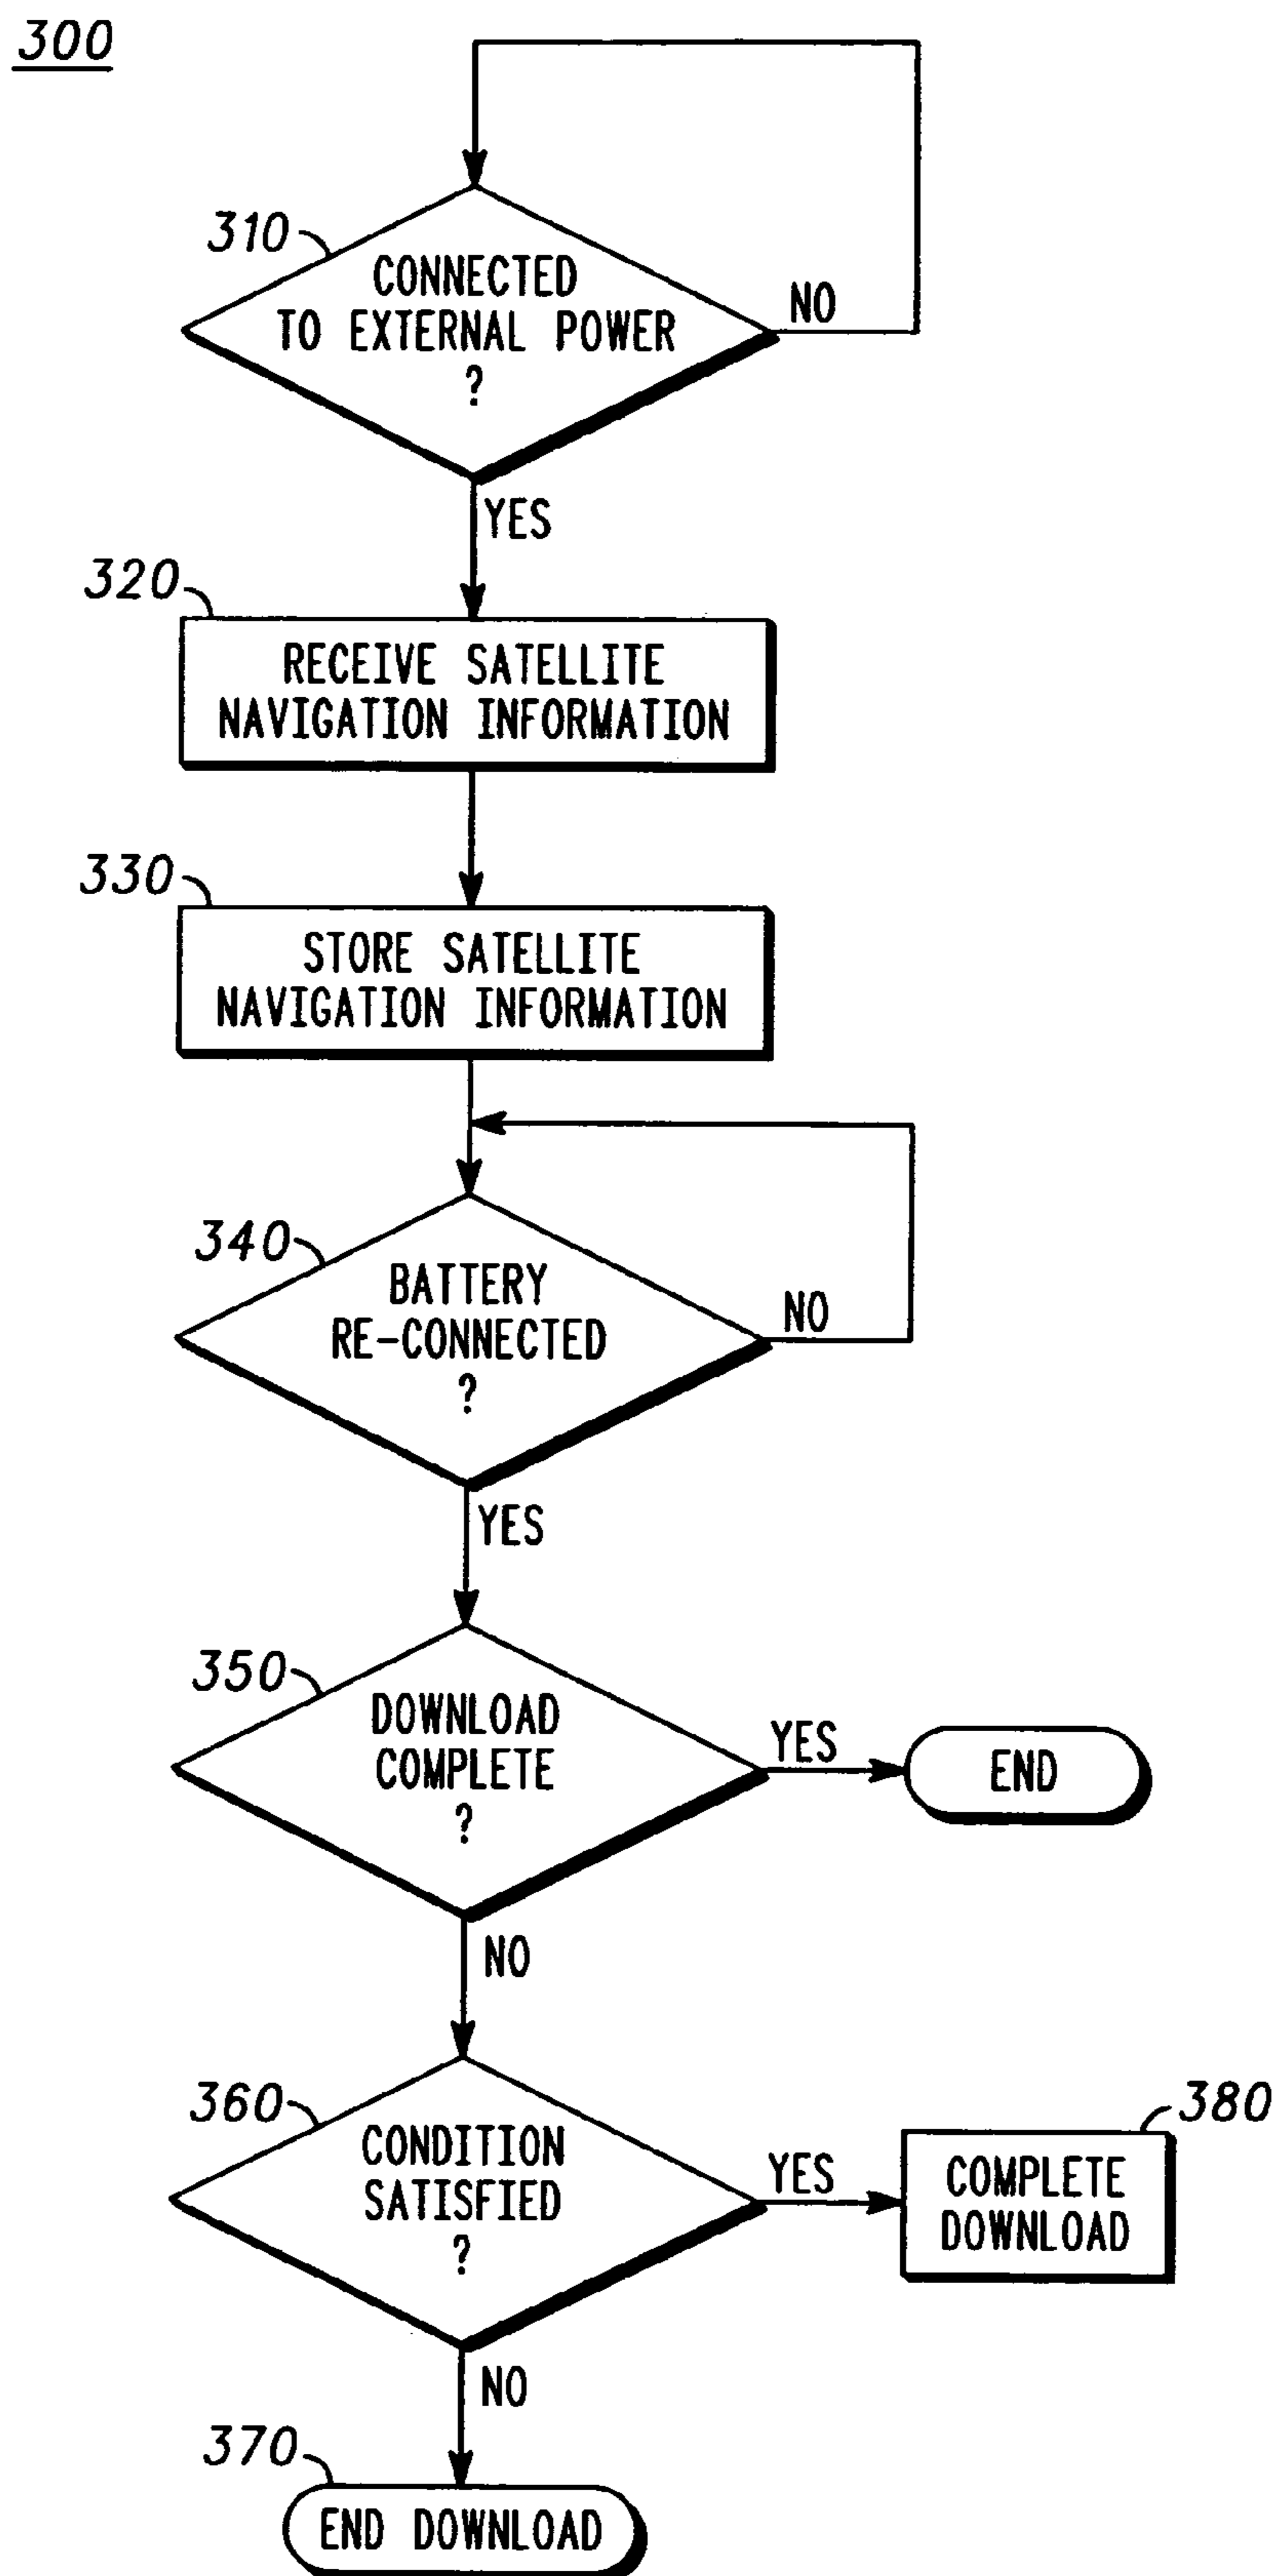 300
310
CONNECTED
TO EXTERNAL POWER
?
NO
YES
320
RECEIVE SATELLITE
NAVIGATION INFORMATION
330
STORE SATELLITE
NAVIGATION INFORMATION
340
BATTERY
RE-CONNECTED
?
NO
YES
350
DOWNLOAD
COMPLETE
?
YES
END
NO
360
CONDITION
SATISFIED
?
YES
380
COMPLETE
DOWNLOAD
NO
370
END DOWNLOAD